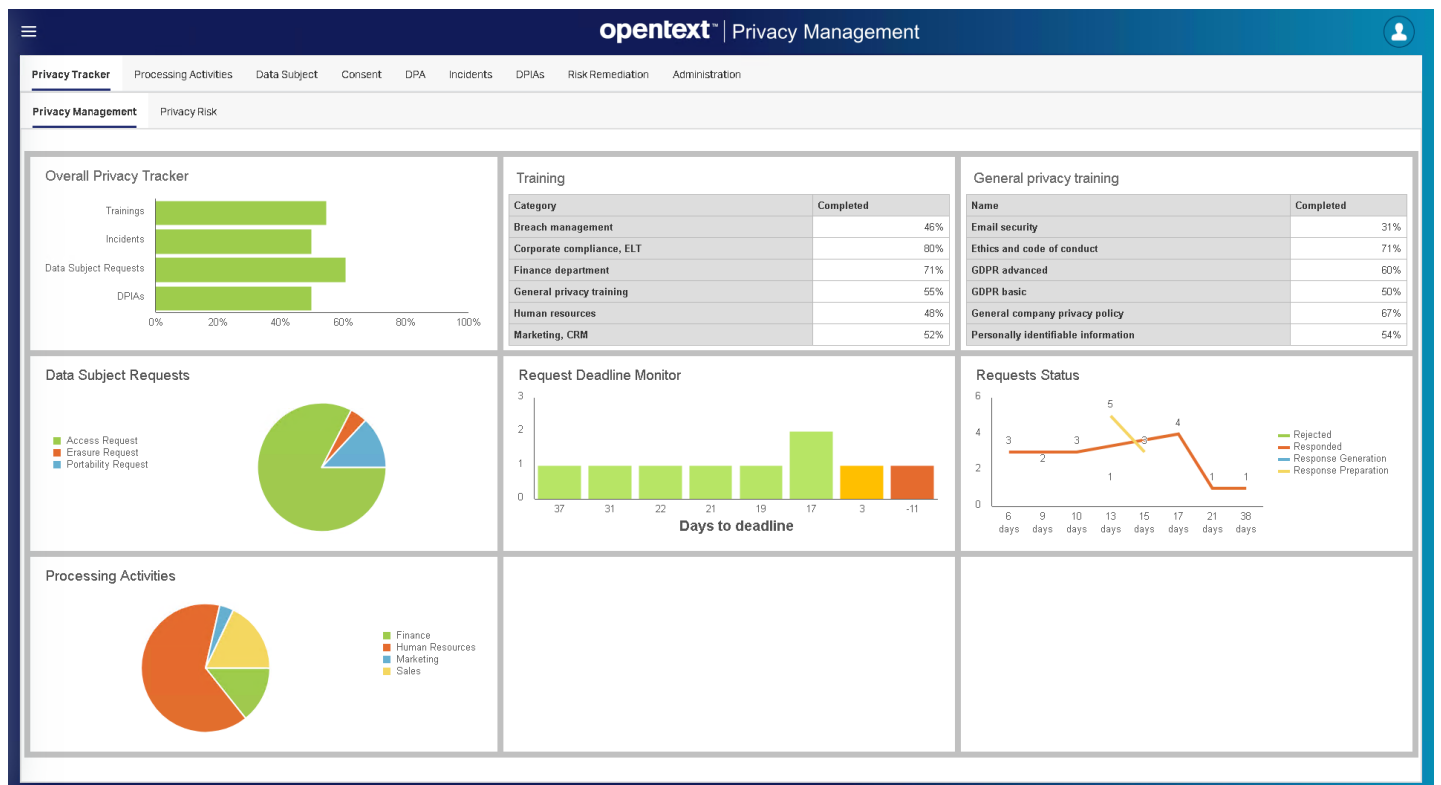 opentext™ | Privacy Management
Privacy Tracker Processing Activities Data Subject Consent DPA Incidents DPIAs Risk Remediation Administration
Privacy Management Privacy Risk
Overall Privacy Tracker
Trainings
Incidents
Data Subject Requests
DPIAs
0% 20% 40% 60% 80% 100%
Training
Category Completed
Breach management 46%
Corporate compliance, ELT 80%
Finance department 71%
General privacy training 55%
Human resources 48%
Marketing, CRM 52%
General privacy training
Name Completed
Email security 31%
Ethics and code of conduct 71%
GDPR advanced 60%
GDPR basic 50%
General company privacy policy 67%
Personally identifiable information 54%
Data Subject Requests
Access Request
Erasure Request
Portability Request
Request Deadline Monitor
3
2
1
0
37 31 22 21 19 17 3 -11
Days to deadline
Requests Status
6
4
2
0
5
4
3 3 3
2
1 1 1
6 9 10 13 15 17 21 38
days days days days days days days days
Rejected
Responded
Response Generation
Response Preparation
Processing Activities
Finance
Human Resources
Marketing
Sales